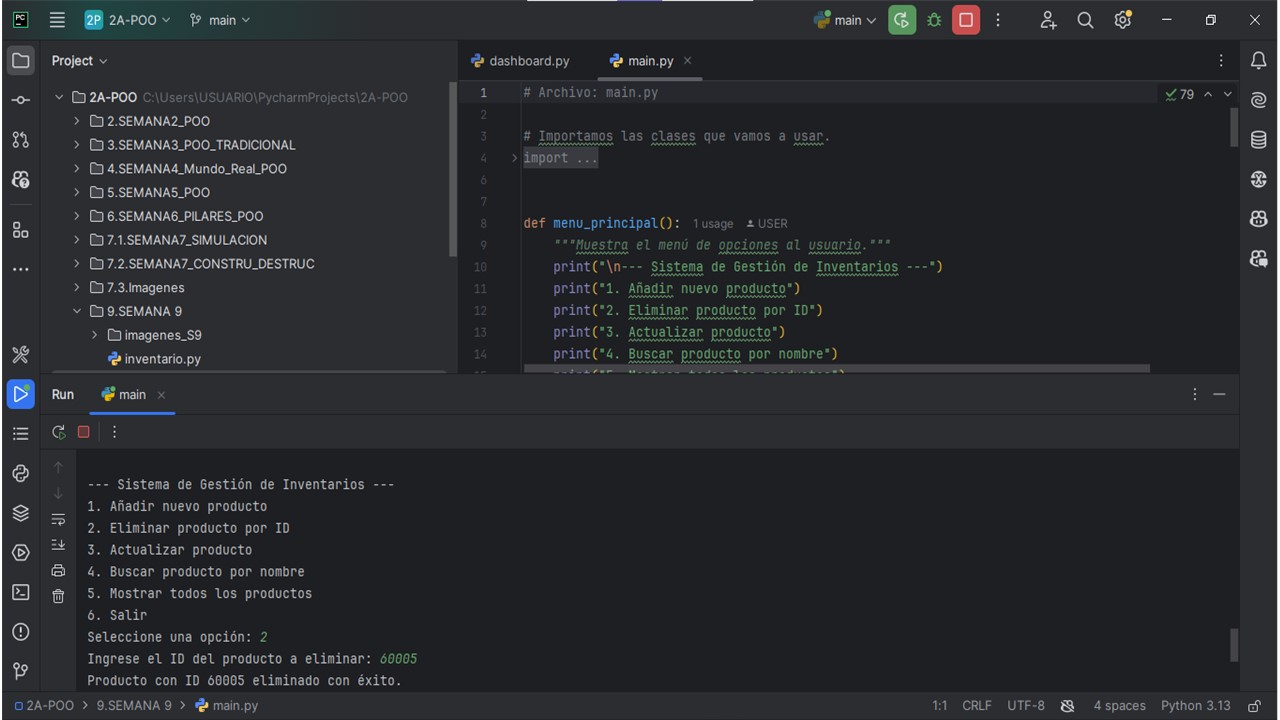 PC 2P 2A-POO main main
Project
dashboard.py main.py
2A-POO C:\Users\USUARIO\PycharmProjects\2A-POO
2.SEMANA2_POO
3.SEMANA3_POO_TRADICIONAL
4.SEMANA4_Mundo_Real_POO
5.SEMANA5_POO
6.SEMANA6_PILARES_POO
7.1.SEMANA7_SIMULACION
7.2.SEMANA7_CONSTRU_DESTRUC
7.3.Imagenes
9.SEMANA 9
imagenes_S9
inventario.py
79
1 # Archivo: main.py
2
3 # Importamos las clases que vamos a usar.
4 import ...
6
7
8 def menu_principal(): 1 usage USER
9 """Muestra el menú de opciones al usuario."""
10 print("\n--- Sistema de Gestión de Inventarios ---")
11 print("1. Añadir nuevo producto")
12 print("2. Eliminar producto por ID")
13 print("3. Actualizar producto")
14 print("4. Buscar producto por nombre")
Run main
--- Sistema de Gestión de Inventarios ---
1. Añadir nuevo producto
2. Eliminar producto por ID
3. Actualizar producto
4. Buscar producto por nombre
5. Mostrar todos los productos
6. Salir
Seleccione una opción: 2
Ingrese el ID del producto a eliminar: 60005
Producto con ID 60005 eliminado con éxito.
2A-POO > 9.SEMANA 9 > main.py 1:1 CRLF UTF-8 4 spaces Python 3.13